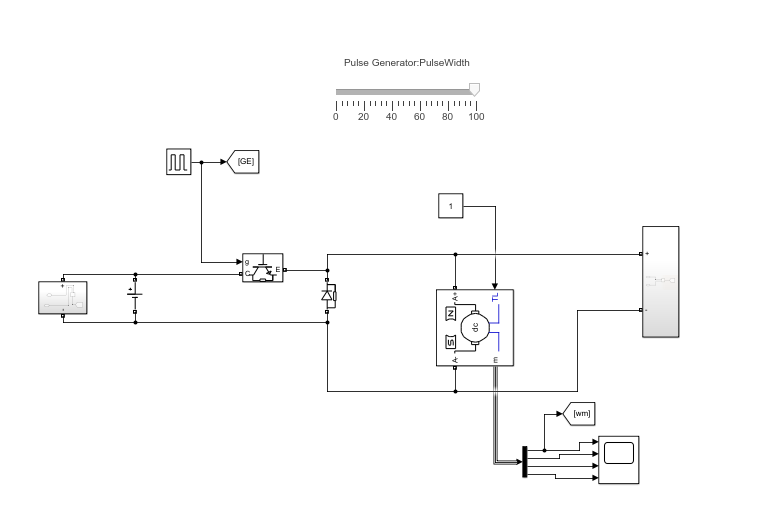 Pulse Generator:PulseWidth
0 20 40 60 80 100
[GE]
1
g
C E
+
+
+
-
-
A+ TL
N
dc
S
A- m
[wm]